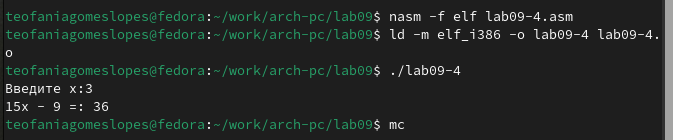 teofaniagomeslopes@fedora:~/work/arch-pc/lab09$ nasm -f elf lab09-4.asm
teofaniagomeslopes@fedora:~/work/arch-pc/lab09$ ld -m elf_i386 -o lab09-4 lab09-4.
o
teofaniagomeslopes@fedora:~/work/arch-pc/lab09$ ./lab09-4
Введите x:3
15x - 9 =: 36
teofaniagomeslopes@fedora:~/work/arch-pc/lab09$ mc